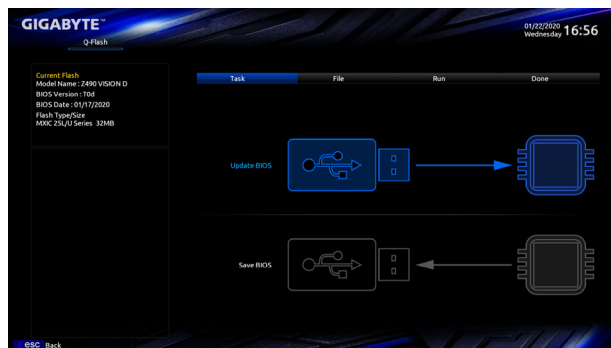 GIGABYTE™
Q-Flash
01/22/2020
Wednesday 16:56
Current Flash
Model Name : Z490 VISION D
BIOS Version : T0d
BIOS Date : 01/17/2020
Flash Type/Size
MXIC 25L/U Series 32MB
Task File Run Done
Update BIOS
Save BIOS
esc Back